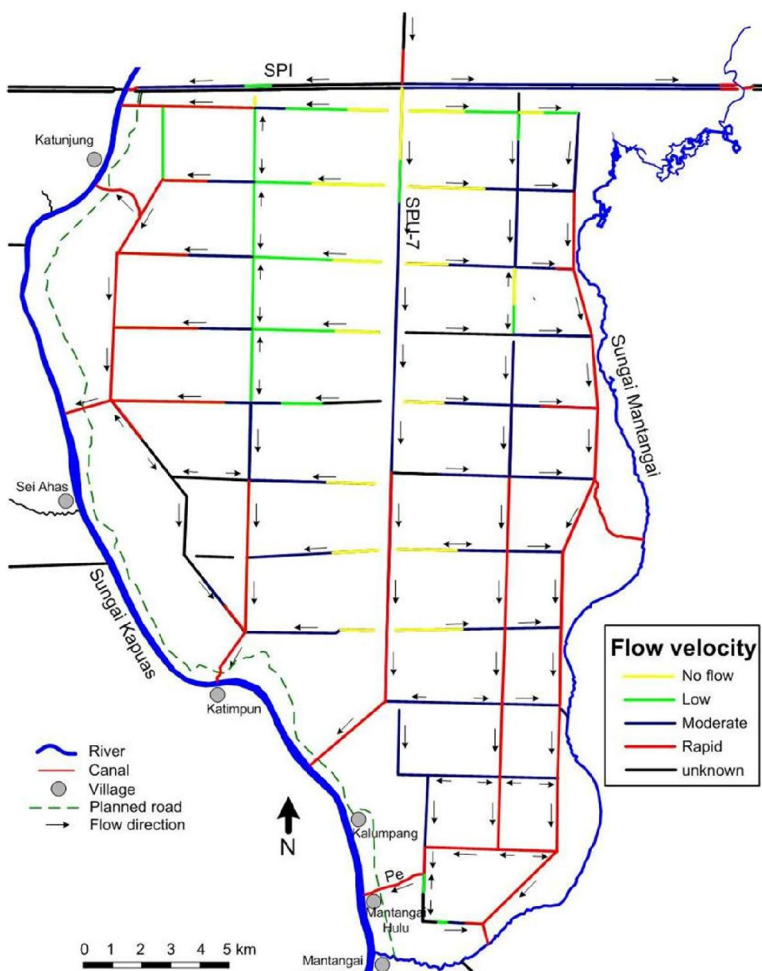 SPI
Katunjung
SPU-7
Sungai Mantangai
Sei Ahas
Sungai Kapuas
Katimpun
Flow velocity
No flow
Low
Moderate
Rapid
unknown
River
Canal
Village
Planned road
Flow direction
N
Kalumpang
Pe
Mantangai
Hulu
Mantangai
0 1 2 3 4 5 km